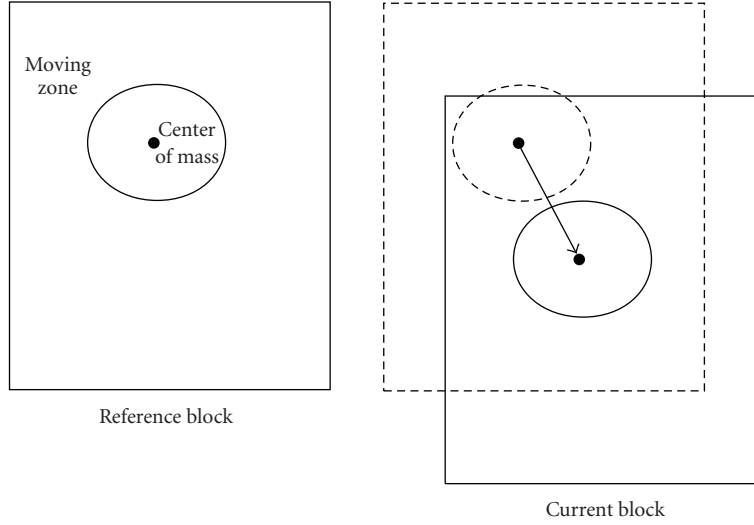 Moving
zone
Center
of mass
Reference block
Current block